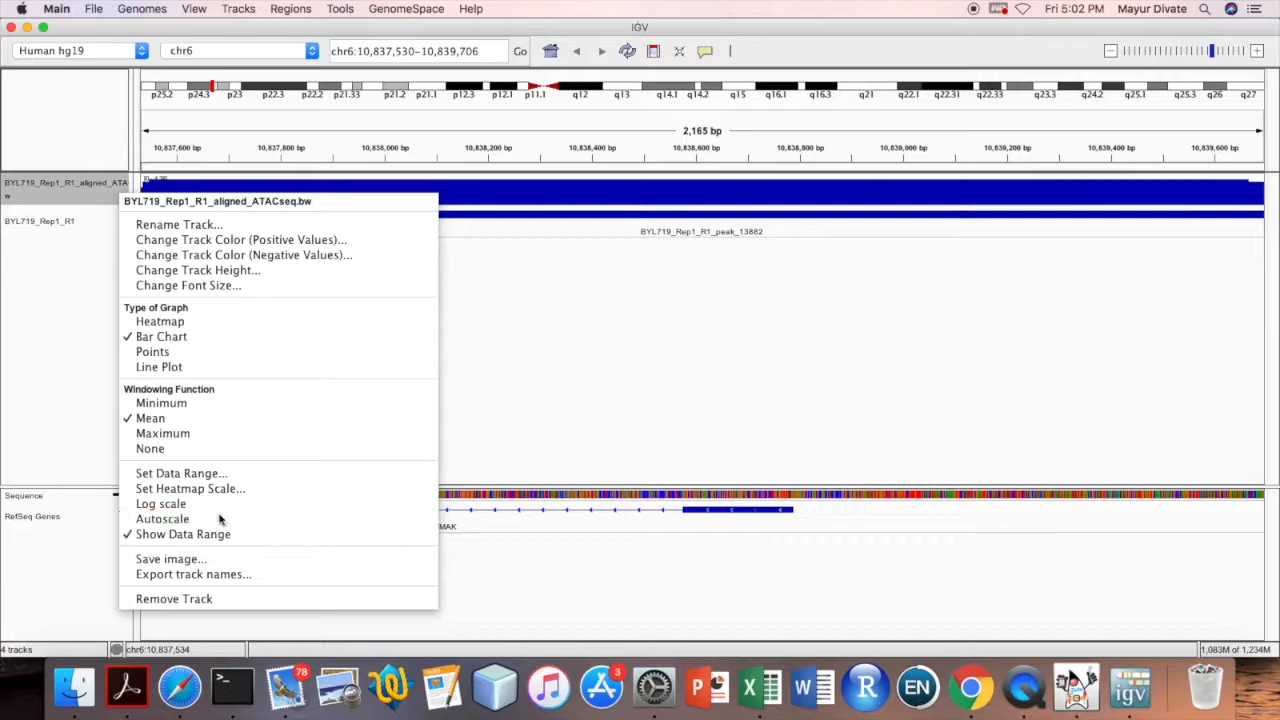 Main File Genomes View Tracks Regions Tools GenomeSpace Help Fri 5:02 PM Mayur Divate
IGV
Human hg19 chr6 chr6:10,837,530-10,839,706 Go
p25.2 p24.3 p23 p22.3 p22.2 p21.33 p21.2 p21.1 p12.3 p12.1 p11.1 q12 q13 q14.1 q14.2 q15 q16.1 q16.3 q21 q22.1 q22.31 q22.33 q23.3 q24.2 q25.1 q25.3 q26 q27
2,165 bp
10,837,600 bp 10,837,800 bp 10,838,000 bp 10,838,200 bp 10,838,400 bp 10,838,600 bp 10,838,800 bp 10,839,000 bp 10,839,200 bp 10,839,400 bp 10,839,600 bp
BYL719_Rep1_R1_aligned_ATA
w
BYL719_Rep1_R1_aligned_ATACseq.bw
BYL719_Rep1_R1
Rename Track...
BYL719_Rep1_R1_peak_13882
Change Track Color (Positive Values)...
Change Track Color (Negative Values)...
Change Track Height...
Change Font Size...
Type of Graph
Heatmap
Bar Chart
Points
Line Plot
Windowing Function
Minimum
Mean
Maximum
None
Set Data Range...
Set Heatmap Scale...
Sequence
Log scale
RefSeq Genes
Autoscale
MAK
Show Data Range
Save image...
Export track names...
Remove Track
4 tracks chr6:10,837,534 1,083M of 1,234M
78 3
EN
igv